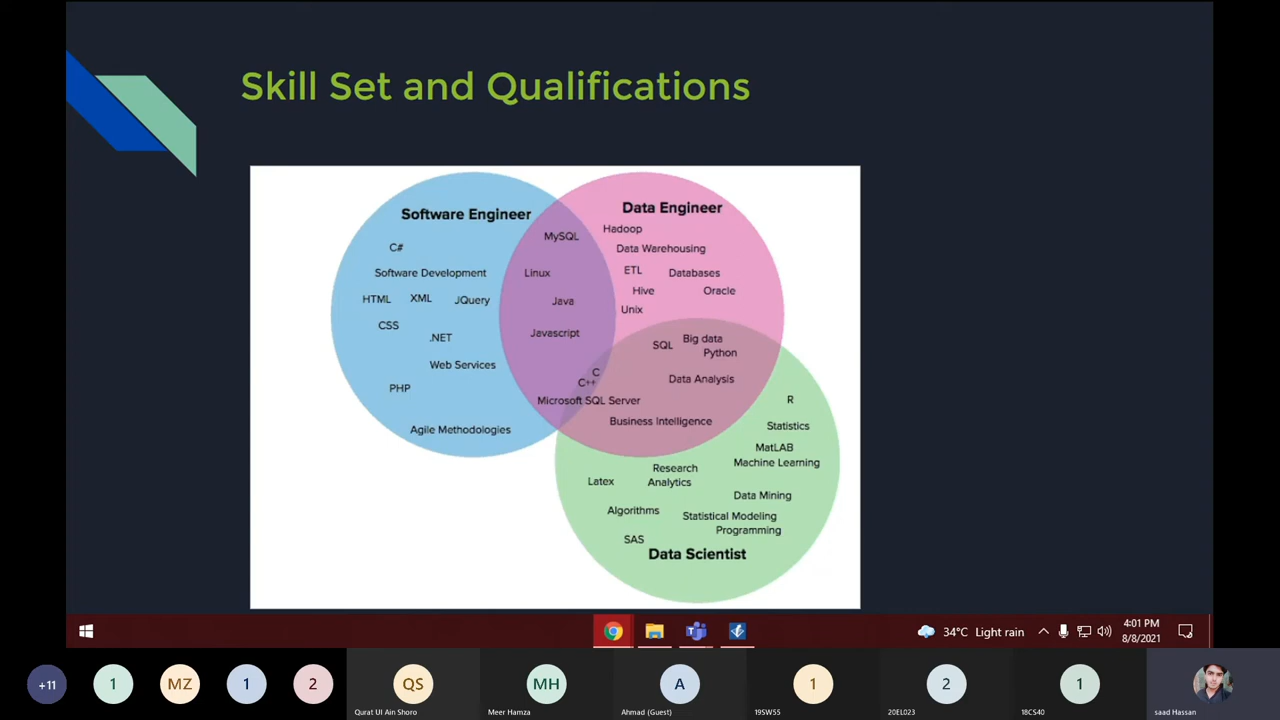 Skill Set and Qualifications
Software Engineer
C#
Software Development
HTML XML JQuery
CSS
.NET
Web Services
PHP
Agile Methodologies
MySQL
Linux
Java
Javascript
C
C++
Microsoft SQL Server
Data Engineer
Hadoop
Data Warehousing
ETL Databases
Hive Oracle
Unix
SQL Big data
Python
Data Analysis
Business Intelligence
R
Statistics
MatLAB
Machine Learning
Research
Latex Analytics
Data Mining
Algorithms Statistical Modeling
Programming
SAS
Data Scientist
34°C Light rain
4:01 PM
8/8/2021
+11 1 MZ 1 2 QS MH A 1 2 1
Qurat Ul Ain Shoro Meer Hamza Ahmad (Guest) 19SW55 20EL023 18CS40 saad Hassan